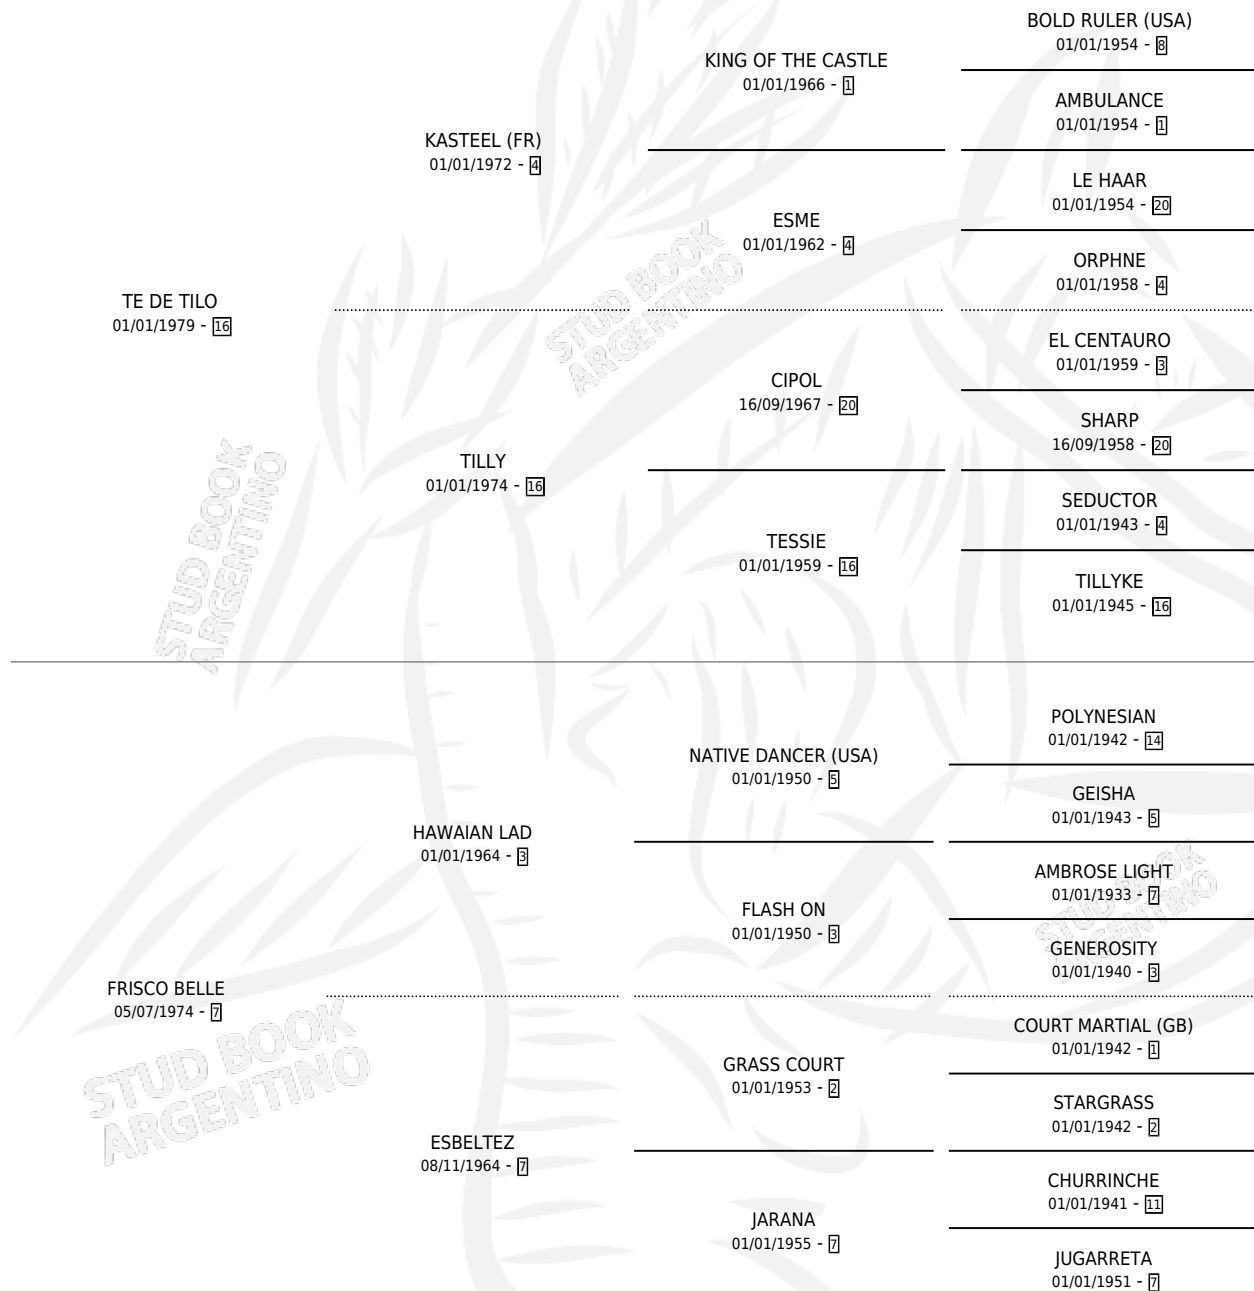 BOLD RULER (USA)
01/01/1954 - 8
KING OF THE CASTLE
01/01/1966 - 1
AMBULANCE
01/01/1954 - 1
KASTEEL (FR)
01/01/1972 - 4
LE HAAR
01/01/1954 - 20
ESME
01/01/1962 - 4
ORPHNE
01/01/1958 - 4
TE DE TILO
01/01/1979 - 16
EL CENTAURO
01/01/1959 - 3
CIPOL
16/09/1967 - 20
SHARP
16/09/1958 - 20
TILLY
01/01/1974 - 16
SEDUCTOR
01/01/1943 - 4
TESSIE
01/01/1959 - 16
TILLYKE
01/01/1945 - 16
POLYNESIAN
01/01/1942 - 14
NATIVE DANCER (USA)
01/01/1950 - 5
GEISHA
01/01/1943 - 5
HAWAIAN LAD
01/01/1964 - 3
AMBROSE LIGHT
01/01/1933 - 7
FLASH ON
01/01/1950 - 3
GENEROSITY
01/01/1940 - 3
FRISCO BELLE
05/07/1974 - 7
COURT MARTIAL (GB)
01/01/1942 - 1
GRASS COURT
01/01/1953 - 2
STARGRASS
01/01/1942 - 2
ESBELTEZ
08/11/1964 - 7
CHURRINCHE
01/01/1941 - 11
JARANA
01/01/1955 - 7
JUGARRETA
01/01/1951 - 7
STUD BOOK
ARGENTINO
STUD BOOK
ARGENTINO
STUD BOOK
ARGENTINO
STUD BOOK
ARGENTINO